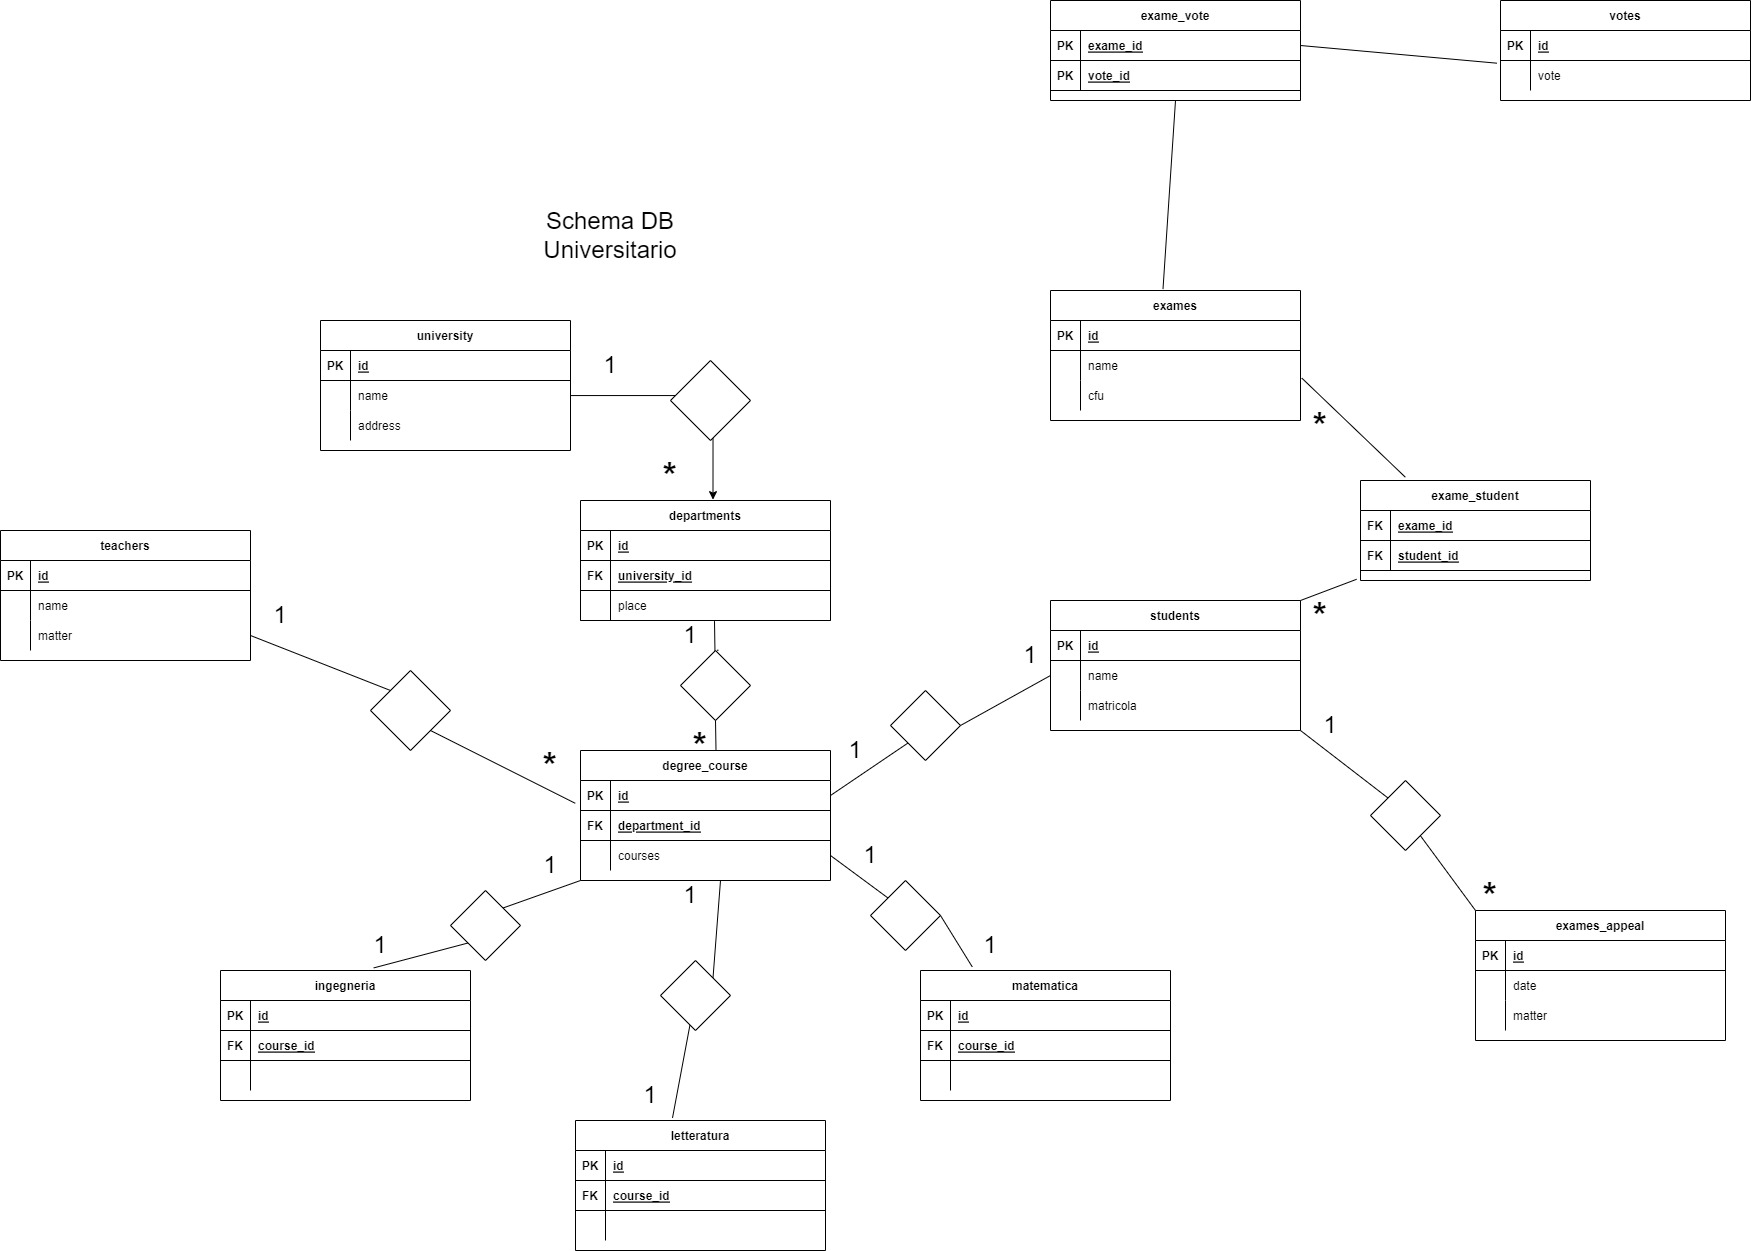 exame_vote
PK exame_id
PK vote_id
votes
PK id
vote
Schema DB
Universitario
university
PK id
name
address
1
*
exames
PK id
name
cfu
*
departments
PK id
FK university_id
place
1
exame_student
FK exame_id
FK student_id
*
teachers
PK id
name
matter
1
*
students
PK id
name
matricola
1
1
1
*
degree_course
PK id
FK department_id
courses
1
1
1
1
1
1
*
exames_appeal
PK id
date
matter
ingegneria
PK id
FK course_id
matematica
PK id
FK course_id
1
letteratura
PK id
FK course_id